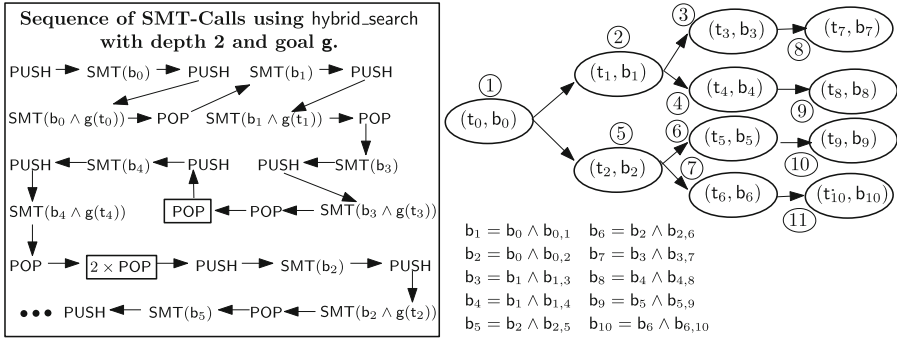 Sequence of SMT-Calls using hybrid_search
with depth 2 and goal g.
PUSH SMT(b₀) PUSH SMT(b₁) PUSH
SMT(b₀ ∧ g(t₀)) POP SMT(b₁ ∧ g(t₁)) POP
PUSH SMT(b₄) PUSH PUSH SMT(b₃)
SMT(b₄ ∧ g(t₄)) POP POP SMT(b₃ ∧ g(t₃))
POP 2 × POP PUSH SMT(b₂) PUSH
••• PUSH SMT(b₅) POP SMT(b₂ ∧ g(t₂))
1
(t₀, b₀)
2
(t₁, b₁)
5
(t₂, b₂)
3
(t₃, b₃)
4
(t₄, b₄)
6
(t₅, b₅)
7
(t₆, b₆)
8
(t₇, b₇)
9
(t₈, b₈)
10
(t₉, b₉)
11
(t₁₀, b₁₀)
b₁ = b₀ ∧ b₀,₁ b₆ = b₂ ∧ b₂,₆
b₂ = b₀ ∧ b₀,₂ b₇ = b₃ ∧ b₃,₇
b₃ = b₁ ∧ b₁,₃ b₈ = b₄ ∧ b₄,₈
b₄ = b₁ ∧ b₁,₄ b₉ = b₅ ∧ b₅,₉
b₅ = b₂ ∧ b₂,₅ b₁₀ = b₆ ∧ b₆,₁₀